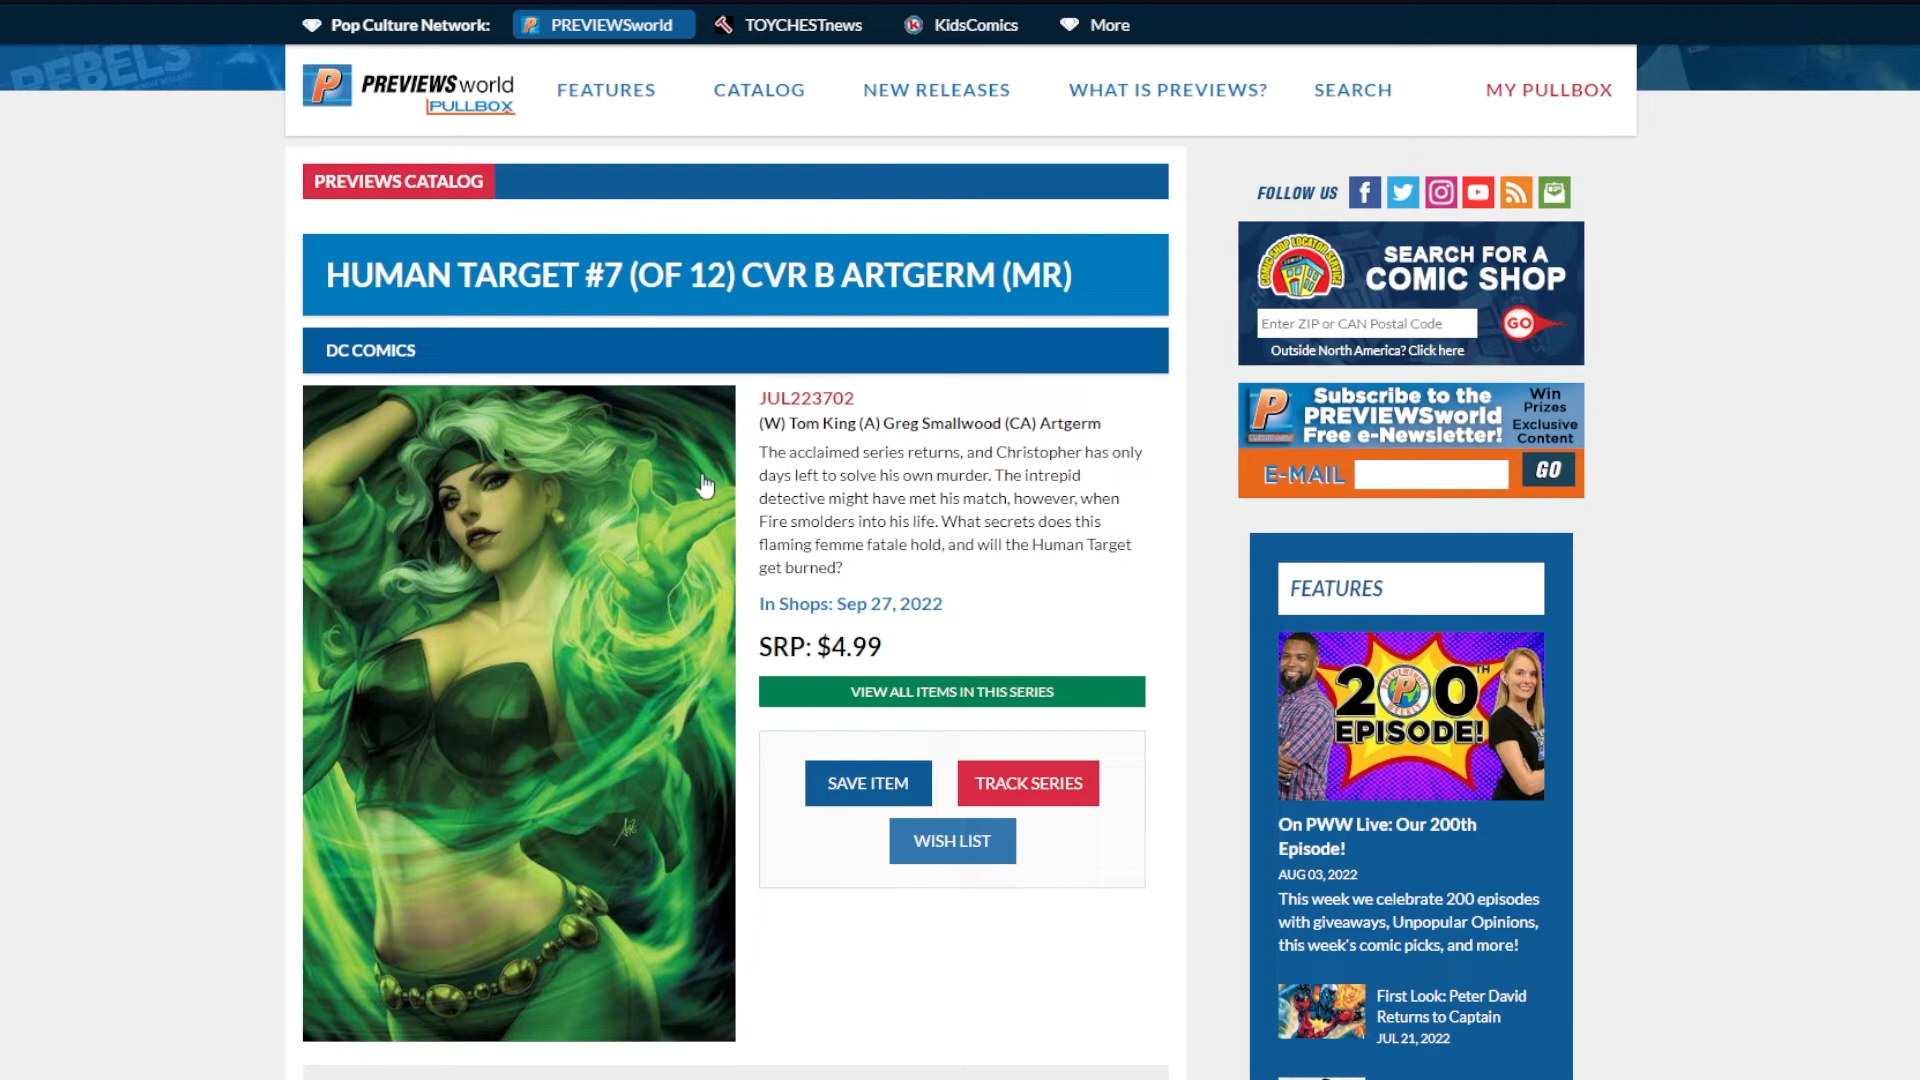 Pop Culture Network:
PREVIEWSworld
TOYCHESTnews
KidsComics
More
REBELS
PREVIEWSworld
PULLBOX
FEATURES
CATALOG
NEW RELEASES
WHAT IS PREVIEWS?
SEARCH
MY PULLBOX
PREVIEWS CATALOG
HUMAN TARGET #7 (OF 12) CVR B ARTGERM (MR)
DC COMICS
JUL223702
(W) Tom King (A) Greg Smallwood (CA) Artgerm
The acclaimed series returns, and Christopher has only
days left to solve his own murder. The intrepid
detective might have met his match, however, when
Fire smolders into his life. What secrets does this
flaming femme fatale hold, and will the Human Target
get burned?
In Shops: Sep 27, 2022
SRP: $4.99
VIEW ALL ITEMS IN THIS SERIES
SAVE ITEM
TRACK SERIES
WISH LIST
FOLLOW US
COMIC SHOP LOCATOR SERVICE
SEARCH FOR A
COMIC SHOP
Enter ZIP or CAN Postal Code
GO
Outside North America? Click here
Subscribe to the
PREVIEWSworld
Free e-Newsletter!
Win
Prizes
Exclusive
Content
E-MAIL
GO
FEATURES
200TH
EPISODE!
On PWW Live: Our 200th
Episode!
AUG 03, 2022
This week we celebrate 200 episodes
with giveaways, Unpopular Opinions,
this week's comic picks, and more!
First Look: Peter David
Returns to Captain
JUL 21, 2022